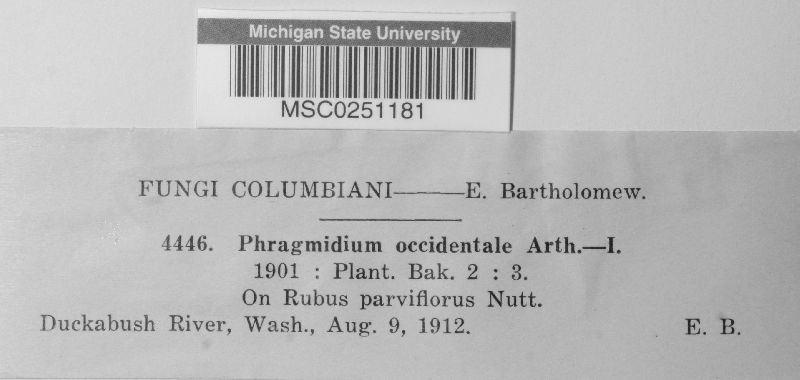 Michigan State University
MSC0251181
FUNGI COLUMBIANI———E. Bartholomew.
4446. Phragmidium occidentale Arth.—I.
1901 : Plant. Bak. 2 : 3.
On Rubus parviflorus Nutt.
Duckabush River, Wash., Aug. 9, 1912. E. B.